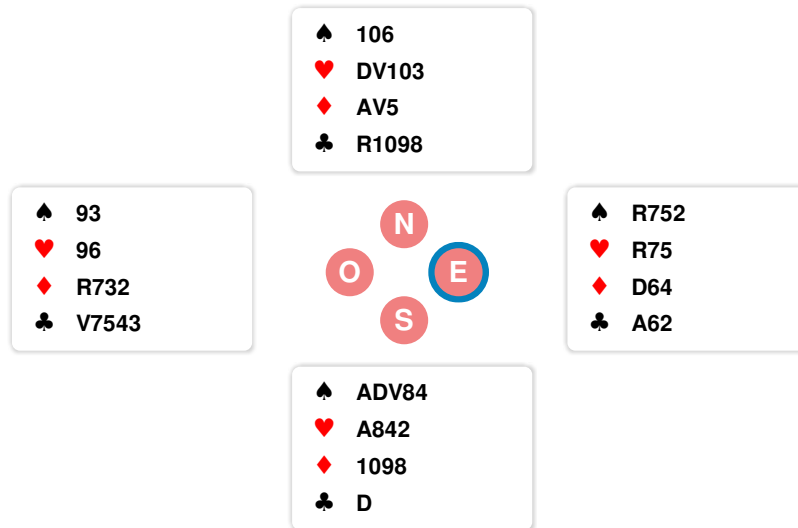 ♠ 106
♥ DV103
♦ AV5
♣ R1098
♠ 93
♥ 96
♦ R732
♣ V7543
N
O
E
S
♠ R752
♥ R75
♦ D64
♣ A62
♠ ADV84
♥ A842
♦ 1098
♣ D